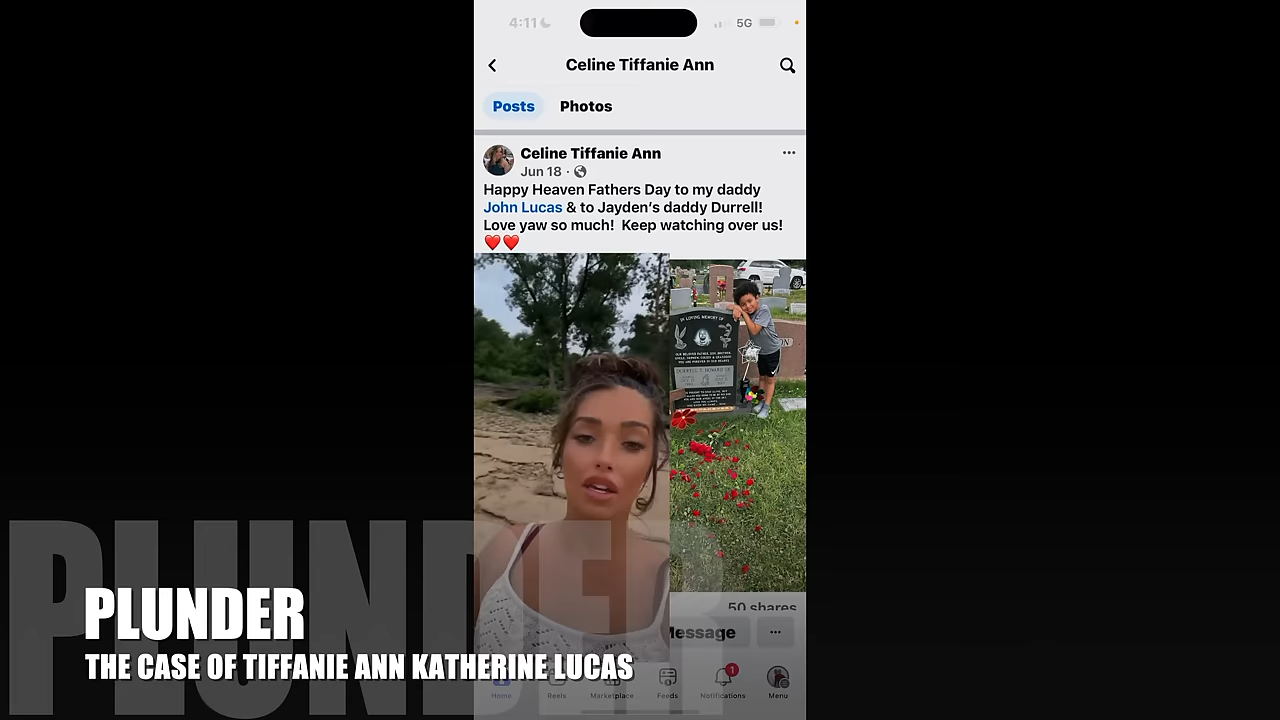 4:11
5G
Celine Tiffanie Ann
Posts
Photos
Celine Tiffanie Ann
Jun 18 ·
Happy Heaven Fathers Day to my daddy
John Lucas & to Jayden’s daddy Durrell!
Love yaw so much!  Keep watching over us!
❤️❤️
IN LOVING MEMORY OF
50 shares
Message
1
Home
Reels
Marketplace
Feeds
Notifications
Menu
PLUNDER
PLUNDER
THE CASE OF TIFFANIE ANN KATHERINE LUCAS